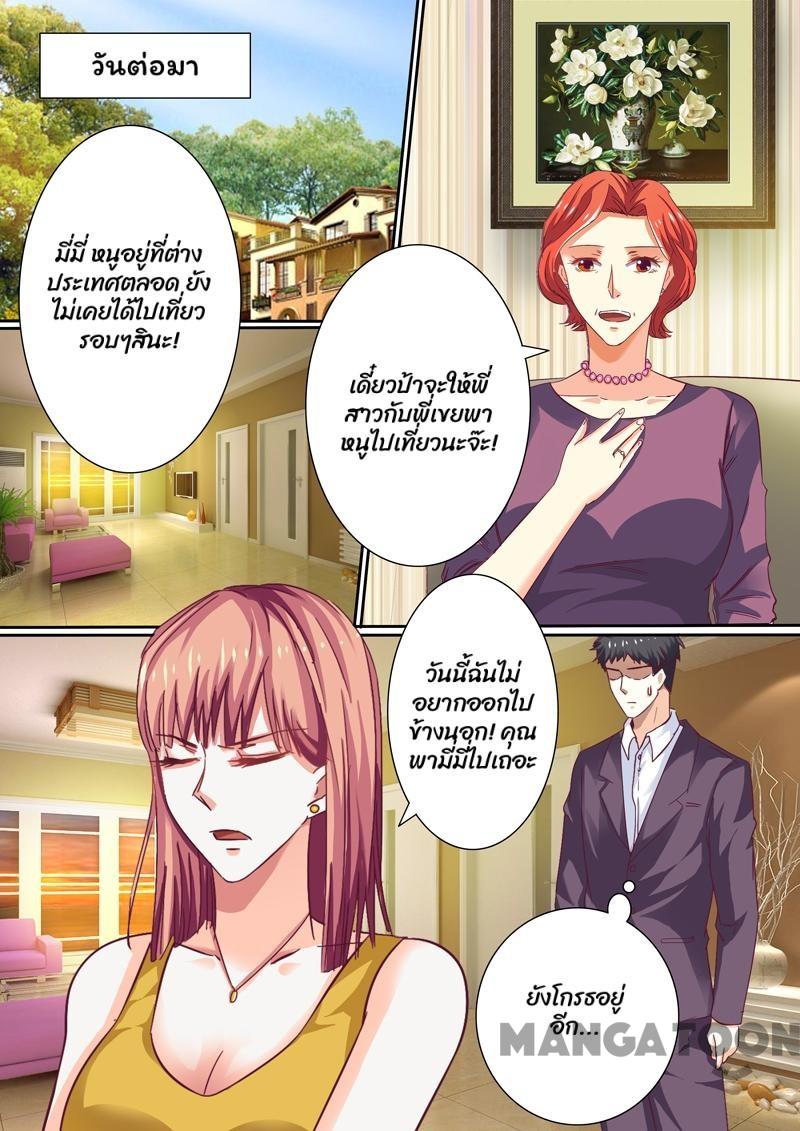 วันต่อมา
มี่มี่ หนูอยู่ที่ต่าง
ประเทศตลอด ยัง
ไม่เคยได้ไปเที่ยว
รอบๆสินะ!
เดี๋ยวป้าจะให้พี่
สาวกับพี่เขยพา
หนูไปเที่ยวนะจ๊ะ!
วันนี้ฉันไม่
อยากออกไป
ข้างนอก! คุณ
พามี่มี่ไปเถอะ
ยังโกรธอยู่
อีก...
MANGATOON